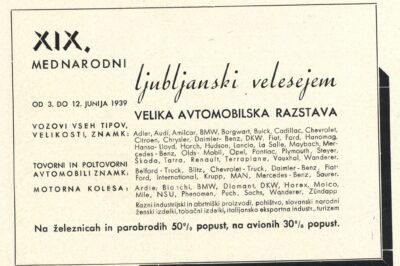 XIX.
MEDNARODNI
ljubljanski velesejem
OD 3. DO 12. JUNIJA 1939
VELIKA AVTOMOBILSKA RAZSTAVA
VOZOVI VSEH TIPOV,
VELIKOSTI, ZNAMK:
Adler, Audi, Amilcar, BMW, Borgwart, Buick, Cadillac, Chevrolet,
Citroen, Chrysler, Daimler-Benz, DKW, Fiat, Ford, Hanomag,
Hansa-Lloyd, Horch, Hudson, Lancia, La Salle, Maybach, Mer-
cedes-Benz, Olds-Mobil, Opel, Pontiac, Plymouth, Steyer,
Škoda, Tatra, Renault, Terraplane, Vauxhal, Wanderer.
TOVORNI IN POLTOVORNI
AVTOMOBILI ZNAMK:
Belford-Truck, Blitz, Chevrolet-Truck, Daimler-Benz, Fiat,
Ford, International, Krupp, MAN, Mercedes-Benz, Saurer.
MOTORNA KOLESA:
Ardie, Bianchi, BMW, Diamant, DKW, Horex, Maico,
Mile, NSU, Phenomen, Puch, Sachs, Wanderer, Zündapp
Razni industrijski in obrtniški proizvodi, pohištvo, slovanski narodni
ženski izdelki, tobačni izdelki, italijansko eksportna industr., turizem
Na železnicah in parobrodih 50% popust, na avionih 30% popust.